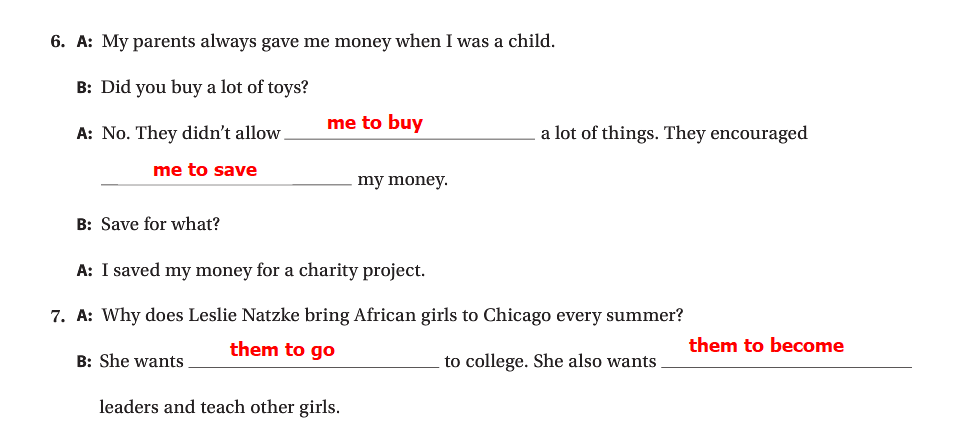 6. A: My parents always gave me money when I was a child.
B: Did you buy a lot of toys?
A: No. They didn't allow me to buy a lot of things. They encouraged
me to save my money.
B: Save for what?
A: I saved my money for a charity project.
7. A: Why does Leslie Natzke bring African girls to Chicago every summer?
B: She wants them to go to college. She also wants them to become
leaders and teach other girls.